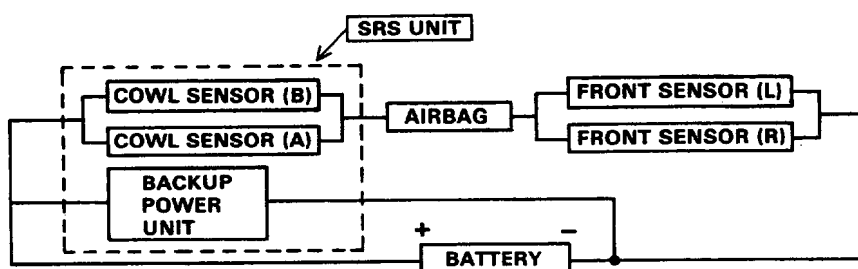 SRS UNIT
COWL SENSOR (B)
FRONT SENSOR (L)
AIRBAG
COWL SENSOR (A)
FRONT SENSOR (R)
BACKUP
POWER
UNIT
+ −
BATTERY